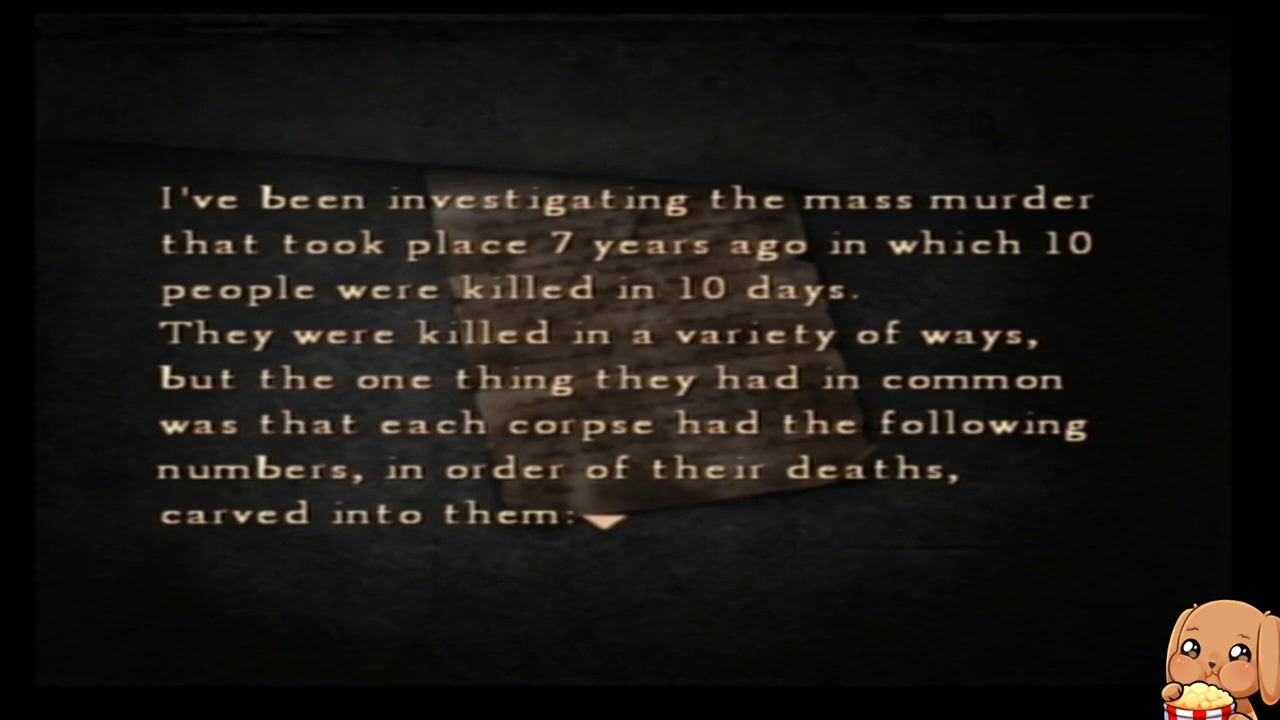 I've been investigating the mass murder
that took place 7 years ago in which 10
people were killed in 10 days.
They were killed in a variety of ways,
but the one thing they had in common
was that each corpse had the following
numbers, in order of their deaths,
carved into them: